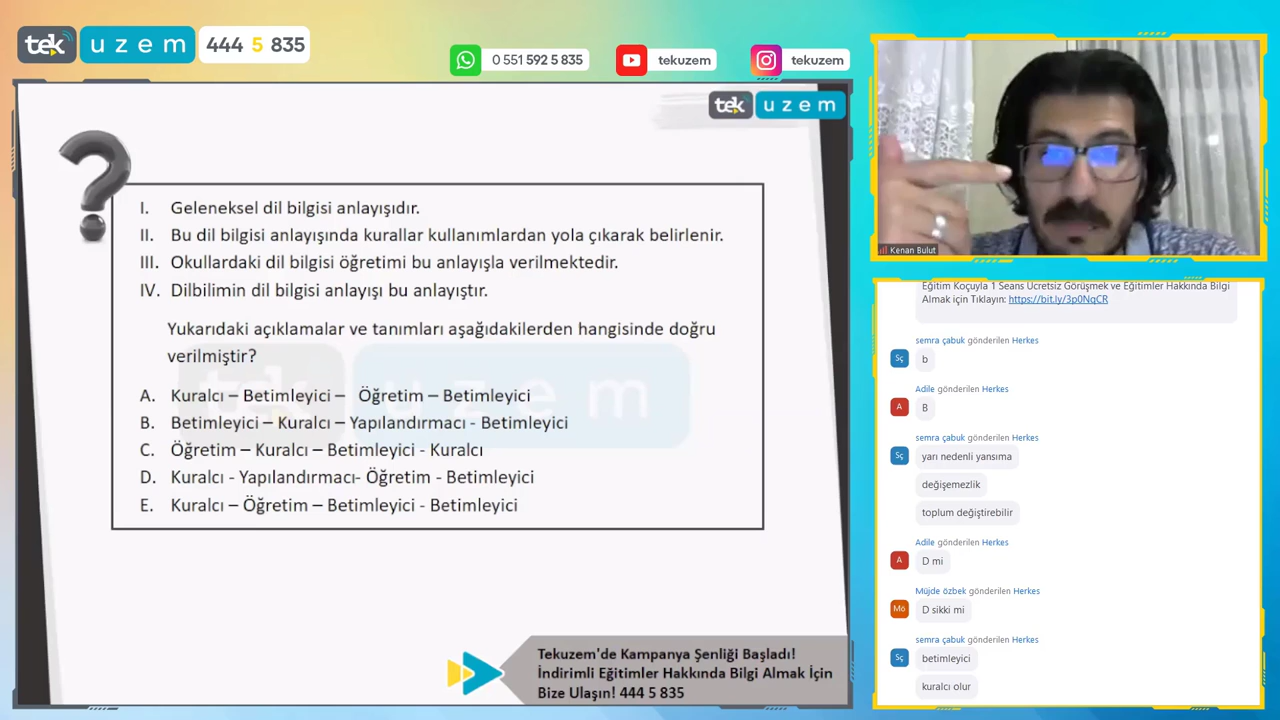 tek uzem 444 5 835
0 551 592 5 835
tekuzem
tekuzem
tek uzem
I. Geleneksel dil bilgisi anlayışıdır.
II. Bu dil bilgisi anlayışında kurallar kullanımlardan yola çıkarak belirlenir.
III. Okullardaki dil bilgisi öğretimi bu anlayışla verilmektedir.
IV. Dilbilimin dil bilgisi anlayışı bu anlayıştır.
Yukarıdaki açıklamalar ve tanımları aşağıdakilerden hangisinde doğru
verilmiştir?
A. Kuralcı – Betimleyici – Öğretim – Betimleyici
B. Betimleyici – Kuralcı – Yapılandırmacı - Betimleyici
C. Öğretim – Kuralcı – Betimleyici - Kuralcı
D. Kuralcı - Yapılandırmacı- Öğretim - Betimleyici
E. Kuralcı – Öğretim – Betimleyici - Betimleyici
tek uzem
Tekuzem'de Kampanya Şenliği Başladı!
İndirimli Eğitimler Hakkında Bilgi Almak İçin
Bize Ulaşın! 444 5 835
Kenan Bulut
Eğitim Koçuyla 1 Seans Ücretsiz Görüşmek ve Eğitimler Hakkında Bilgi
Almak için Tıklayın: https://bit.ly/3p0NqCR
semra çabuk gönderilen Herkes
Sç b
Adile gönderilen Herkes
A B
semra çabuk gönderilen Herkes
Sç yarı nedenli yansıma
değişemezlik
toplum değiştirebilir
Adile gönderilen Herkes
A D mi
Müjde özbek gönderilen Herkes
Mö D sikki mi
semra çabuk gönderilen Herkes
Sç betimleyici
kuralcı olur